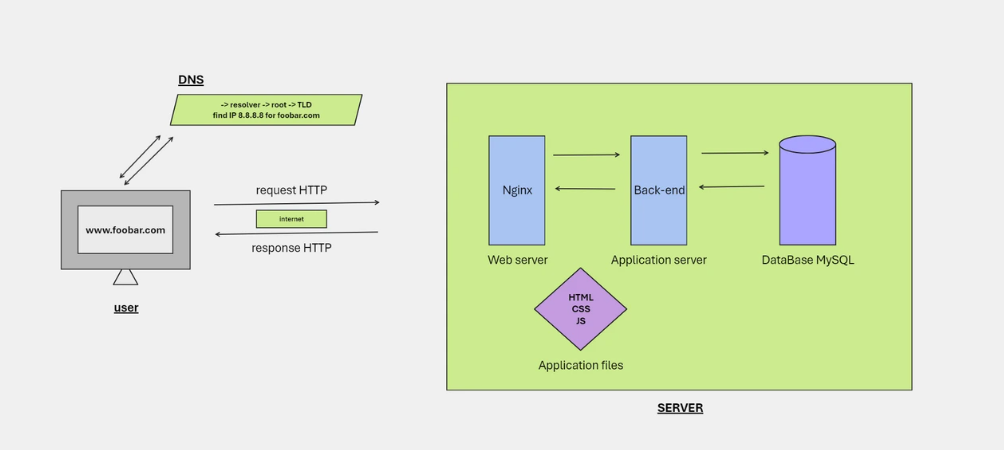 DNS
-> resolver -> root -> TLD
find IP 8.8.8.8 for foobar.com
www.foobar.com
user
request HTTP
internet
response HTTP
Nginx
Web server
Back-end
Application server
DataBase MySQL
HTML
CSS
JS
Application files
SERVER